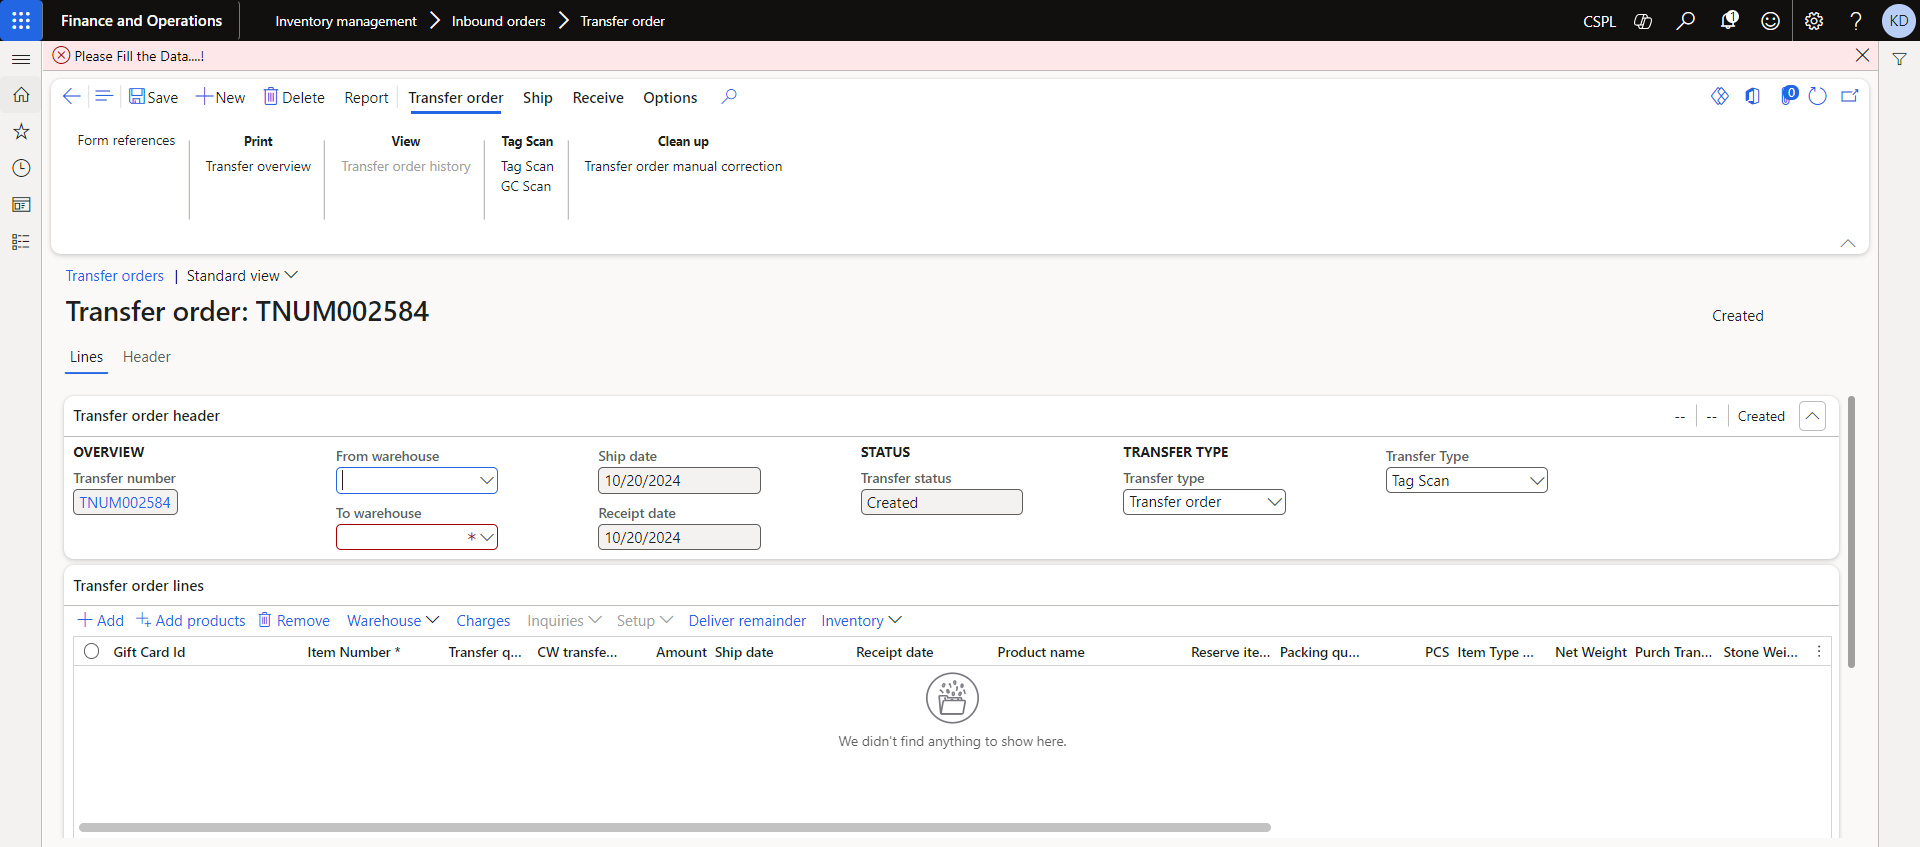 Finance and Operations
Inventory management > Inbound orders > Transfer order
CSPL
1
?
KD
Please Fill the Data....!
Save
New
Delete
Report
Transfer order
Ship
Receive
Options
0
Form references
Print
Transfer overview
View
Transfer order history
Tag Scan
Tag Scan
GC Scan
Clean up
Transfer order manual correction
Transfer orders | Standard view
Transfer order: TNUM002584
Created
Lines
Header
Transfer order header
-- -- Created
OVERVIEW
Transfer number
TNUM002584
From warehouse
To warehouse
*
Ship date
10/20/2024
Receipt date
10/20/2024
STATUS
Transfer status
Created
TRANSFER TYPE
Transfer type
Transfer order
Transfer Type
Tag Scan
Transfer order lines
Add
Add products
Remove
Warehouse
Charges
Inquiries
Setup
Deliver remainder
Inventory
Gift Card Id Item Number * Transfer q... CW transfe... Amount Ship date Receipt date Product name Reserve ite... Packing qu... PCS Item Type ... Net Weight Purch Tran... Stone Wei...
We didn't find anything to show here.